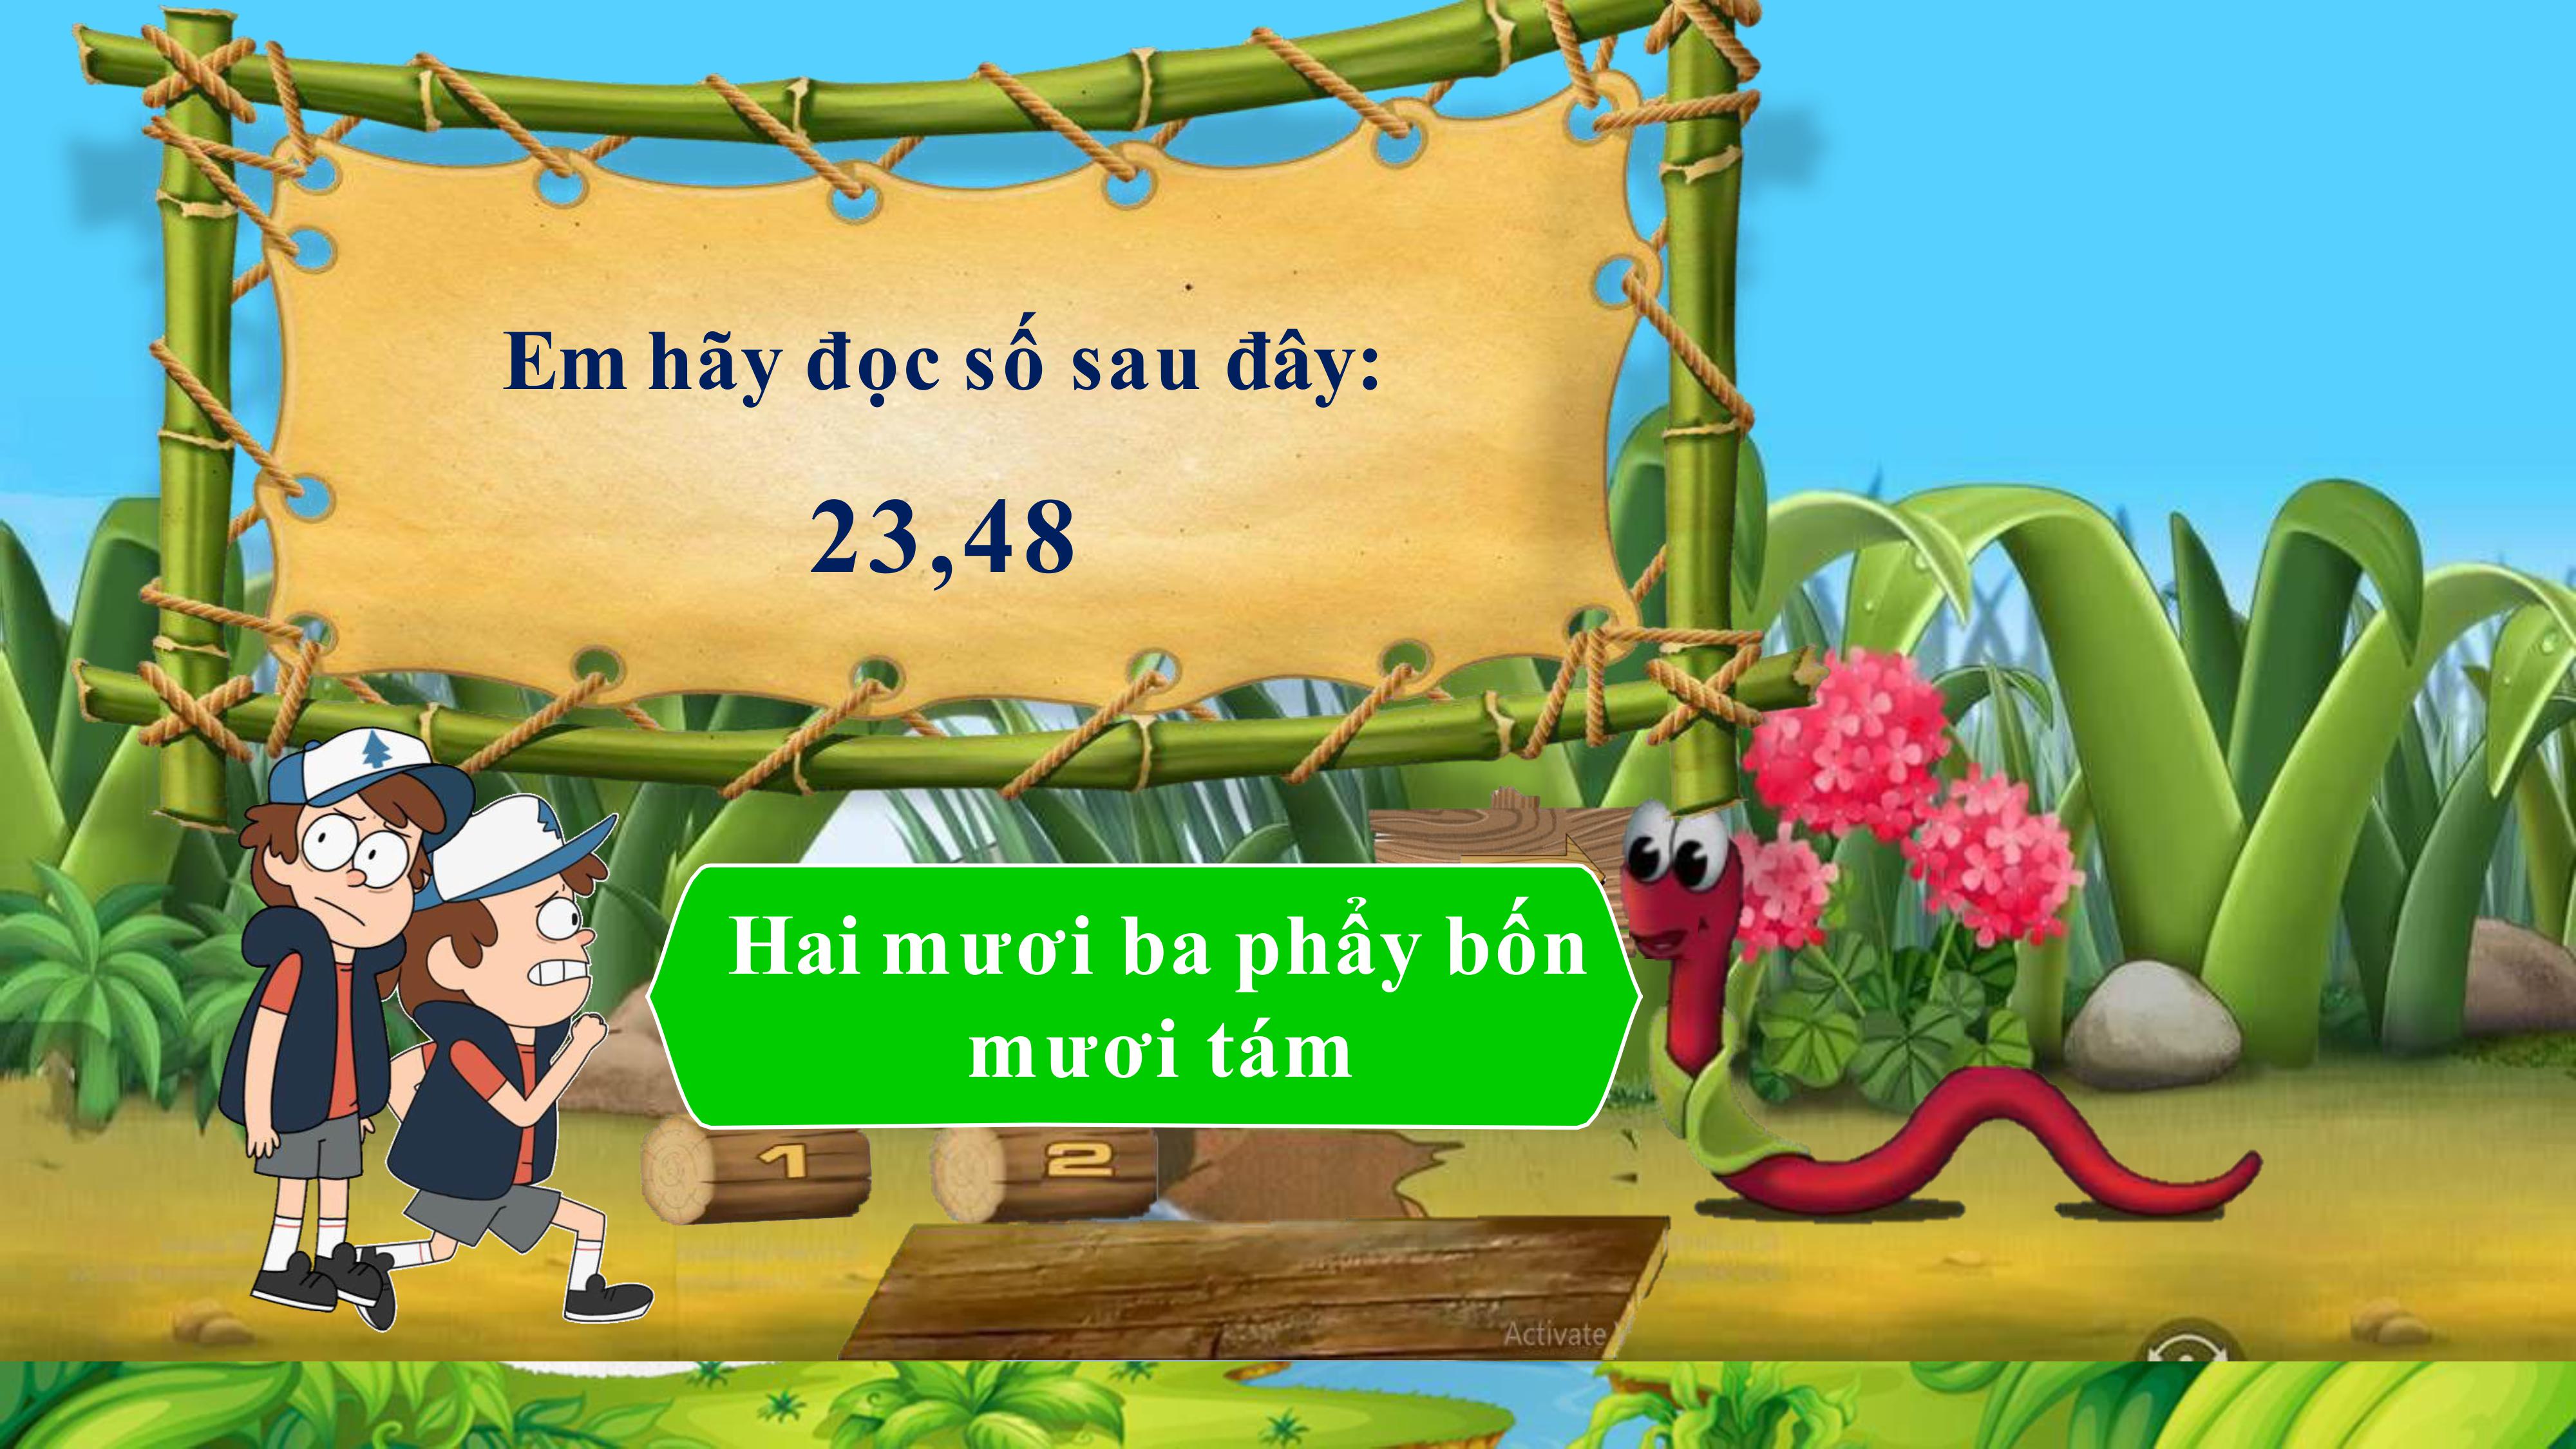 Em hãy đọc số sau đây:
23,48
Hai mươi ba phẩy bốn
mươi tám
1
2
Activate